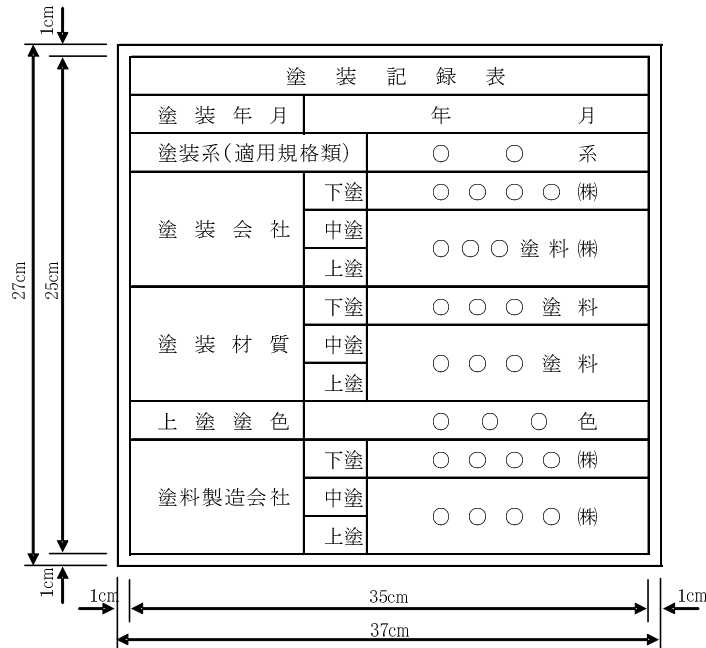 1cm
塗装記録表
塗装年月 年 月
塗装系(適用規格類) ○ ○ 系
塗装会社 下塗 ○○○○㈱
中塗 ○○○塗料㈱
上塗
塗装材質 下塗 ○○○塗料
中塗 ○○○塗料
上塗
上塗塗色 ○○○色
塗料製造会社 下塗 ○○○○㈱
中塗 ○○○○㈱
上塗
27cm
25cm
1cm
1cm 35cm 1cm
37cm